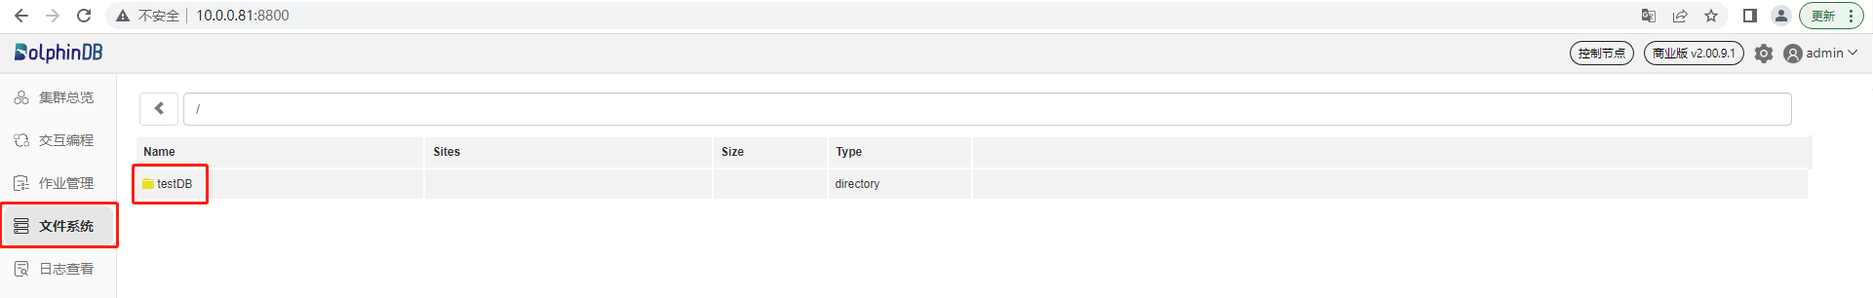 不安全 10.0.0.81:8800 更新
DolphinDB 控制节点 商业版 v2.00.9.1 admin
集群总览
/
交互编程
Name Sites Size Type
作业管理
testDB directory
文件系统
日志查看